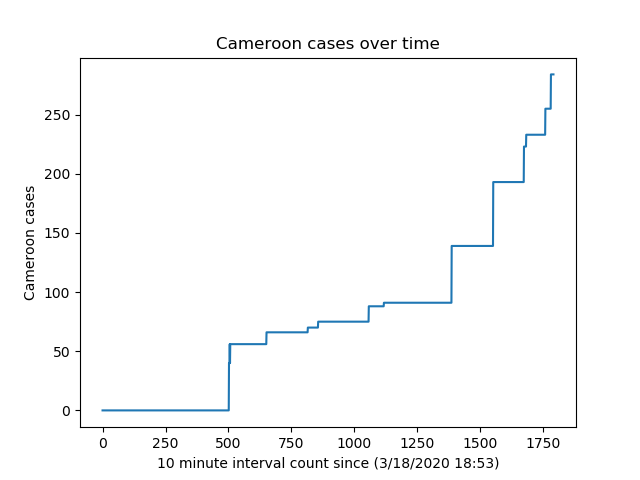 Cameroon cases over time
Cameroon cases
250
200
150
100
50
0
0 250 500 750 1000 1250 1500 1750
10 minute interval count since (3/18/2020 18:53)